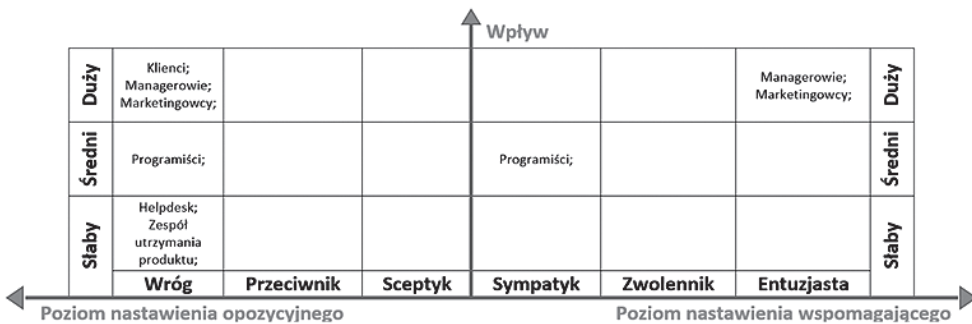 Wpływ
Duży
Klienci;
Managerowie;
Marketingowcy;
Managerowie;
Marketingowcy;
Duży
Średni
Programiści;
Programiści;
Średni
Słaby
Helpdesk;
Zespół
utrzymania
produktu;
Słaby
Wróg Przeciwnik Sceptyk Sympatyk Zwolennik Entuzjasta
Poziom nastawienia opozycyjnego Poziom nastawienia wspomagającego